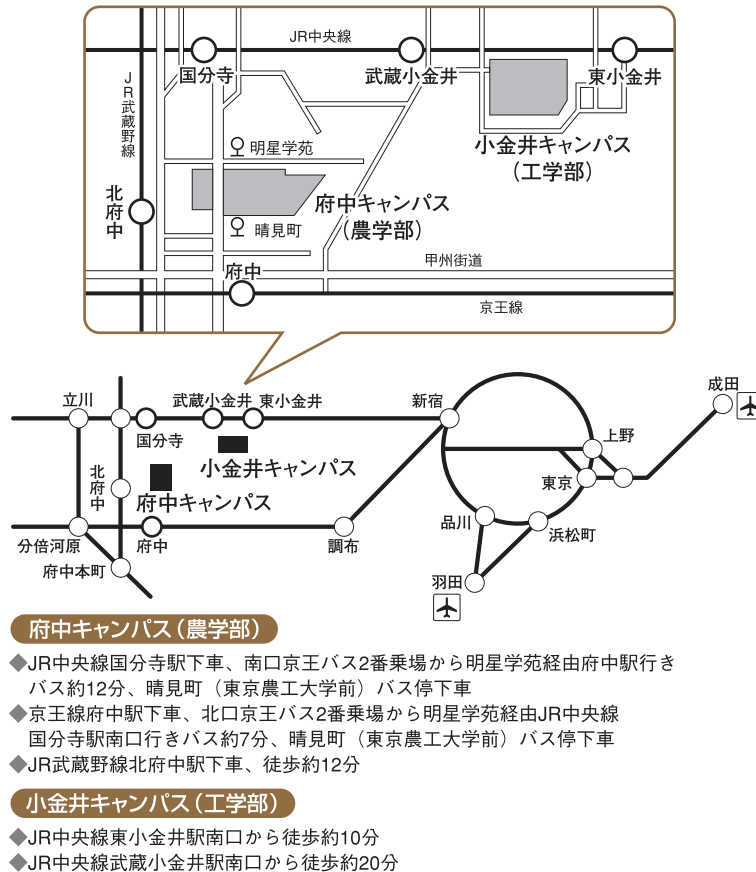 JR中央線
国分寺
武蔵小金井
東小金井
JR武蔵野線
明星学苑
小金井キャンパス
(工学部)
北府中
府中キャンパス
(農学部)
晴見町
甲州街道
府中
京王線
成田
立川
武蔵小金井
東小金井
新宿
国分寺
上野
小金井キャンパス
北府中
東京
府中キャンパス
品川
浜松町
分倍河原
府中
調布
府中本町
羽田
府中キャンパス(農学部)
◆JR中央線国分寺駅下車、南口京王バス2番乗場から明星学苑経由府中駅行き
バス約12分、晴見町（東京農工大学前）バス停下車
◆京王線府中駅下車、北口京王バス2番乗場から明星学苑経由JR中央線
国分寺駅南口行きバス約7分、晴見町（東京農工大学前）バス停下車
◆JR武蔵野線北府中駅下車、徒歩約12分
小金井キャンパス(工学部)
◆JR中央線東小金井駅南口から徒歩約10分
◆JR中央線武蔵小金井駅南口から徒歩約20分